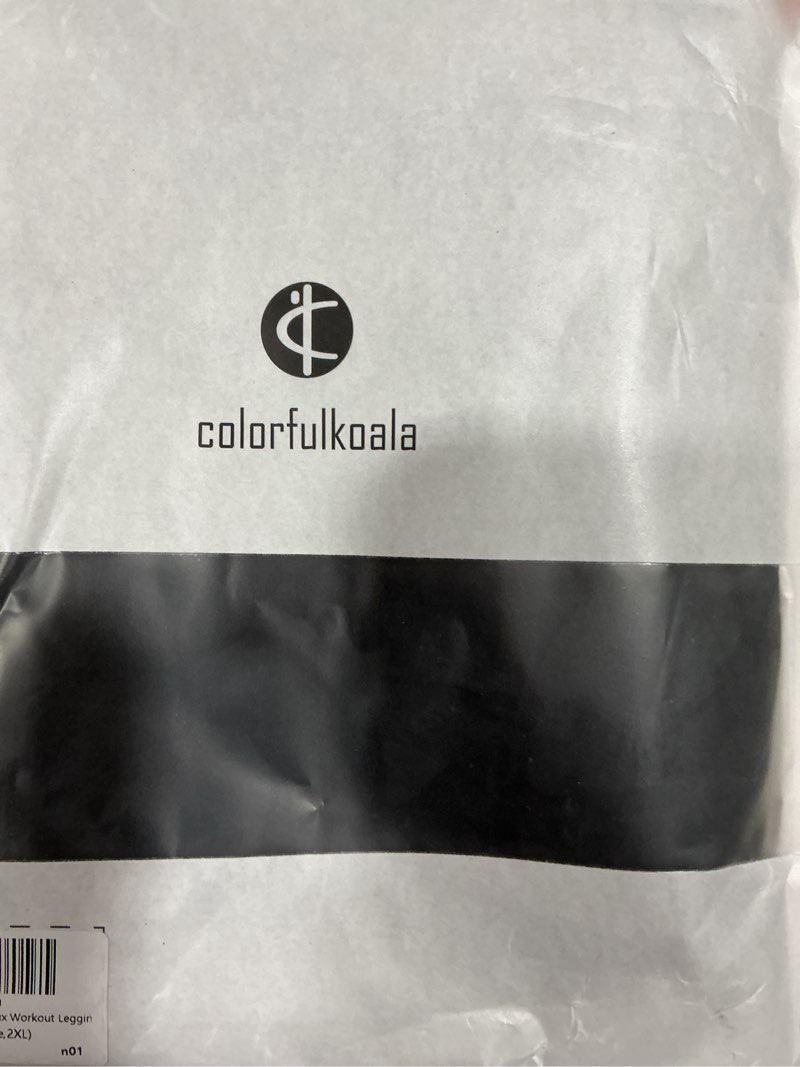 colorfulkoala
Workout Leggin
2XL)
n01